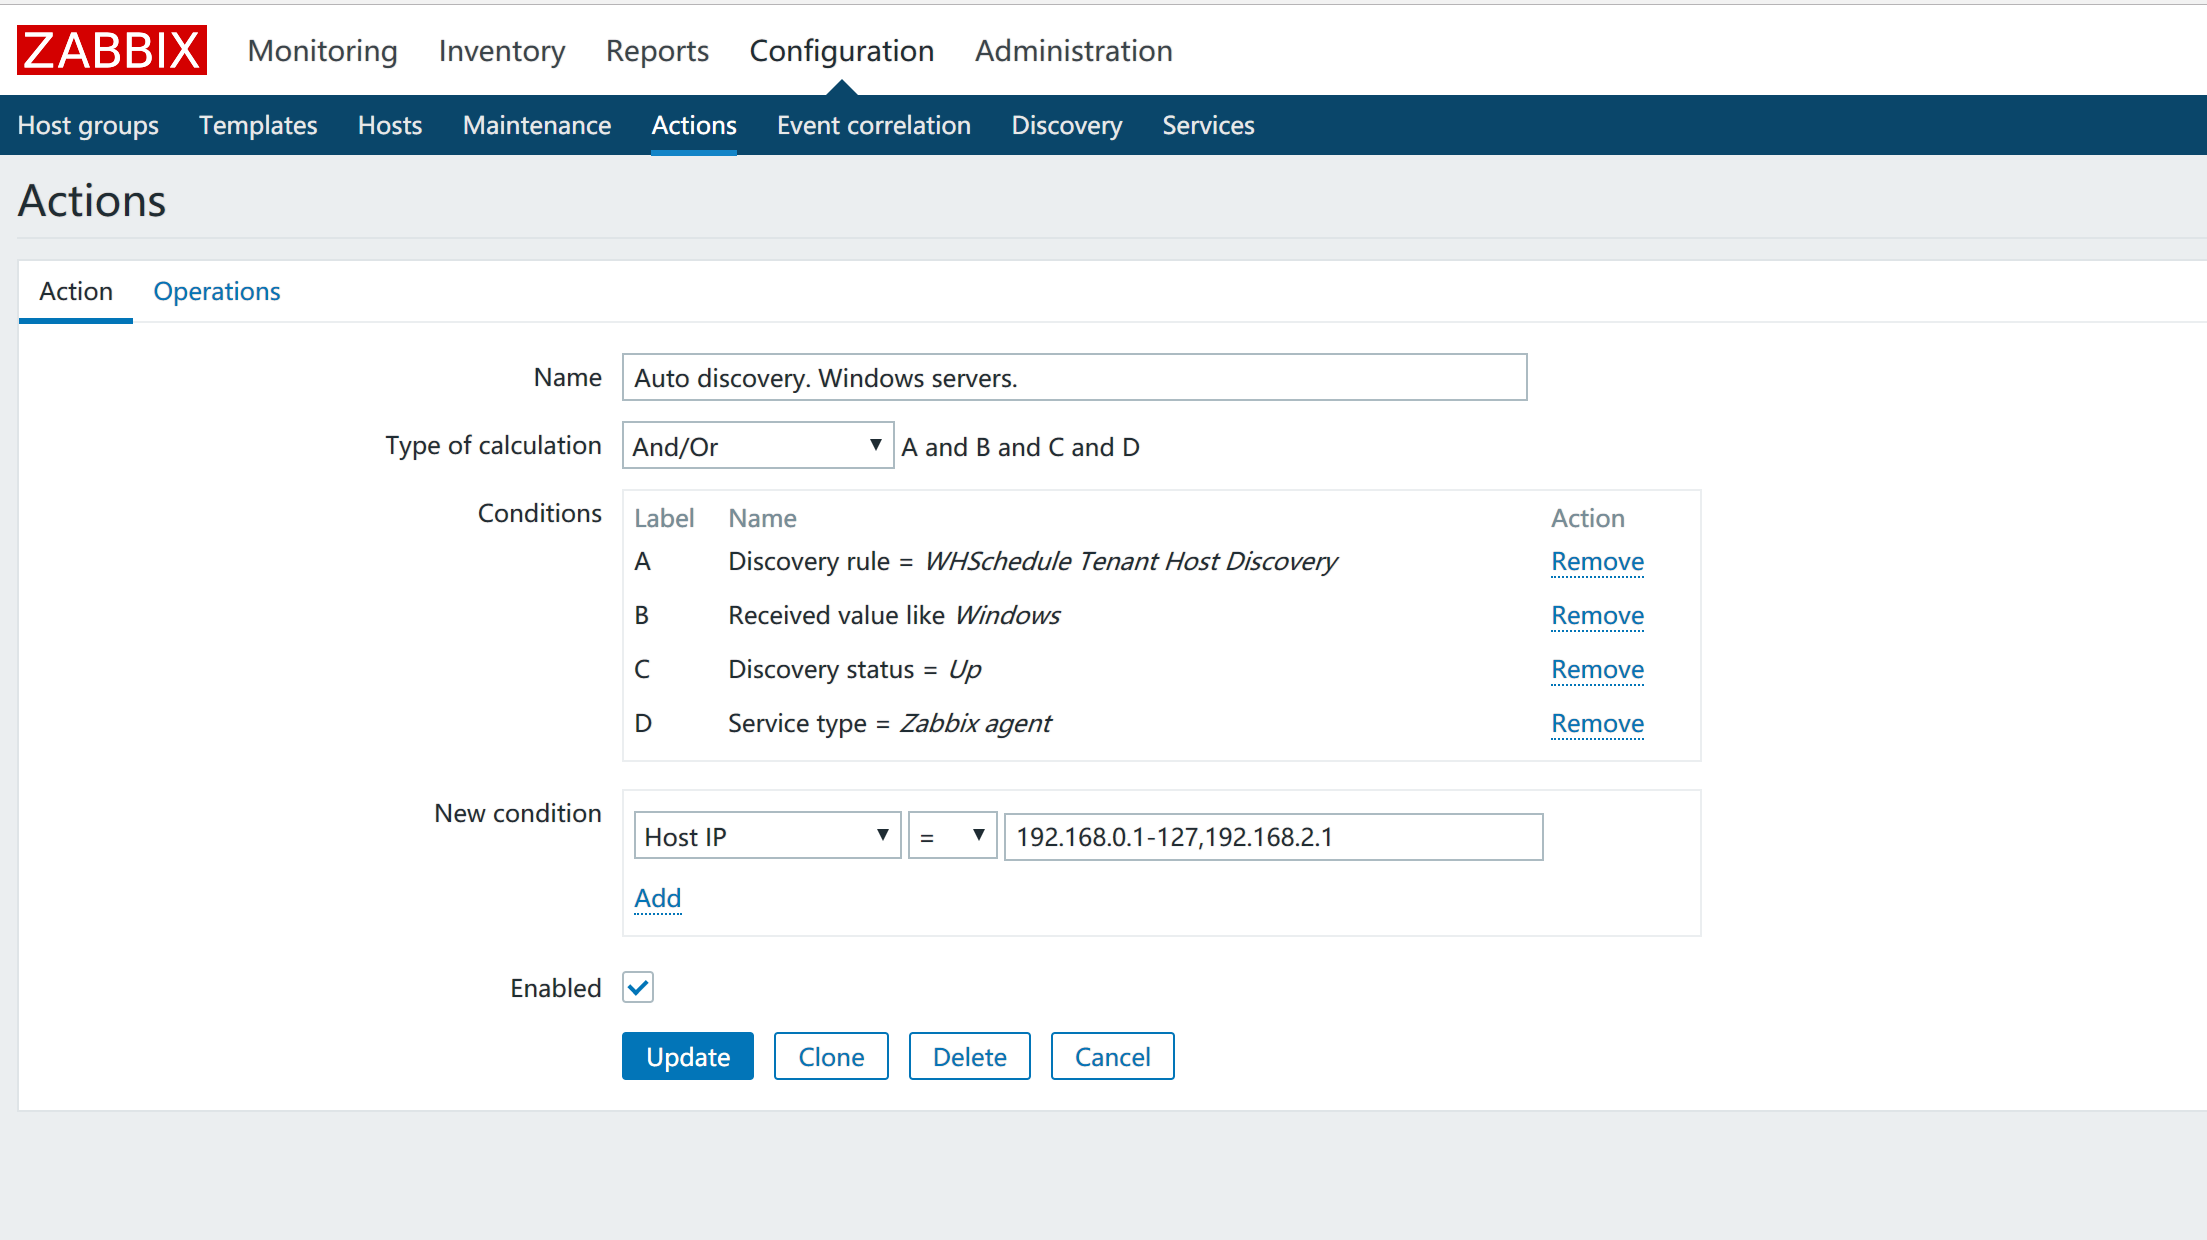 ZABBIX Monitoring Inventory Reports Configuration Administration
Host groups Templates Hosts Maintenance Actions Event correlation Discovery Services
Actions
Action Operations
Name Auto discovery. Windows servers.
Type of calculation And/Or A and B and C and D
Conditions
Label Name Action
A Discovery rule = WHSchedule Tenant Host Discovery Remove
B Received value like Windows Remove
C Discovery status = Up Remove
D Service type = Zabbix agent Remove
New condition
Host IP = 192.168.0.1-127,192.168.2.1
Add
Enabled
Update Clone Delete Cancel